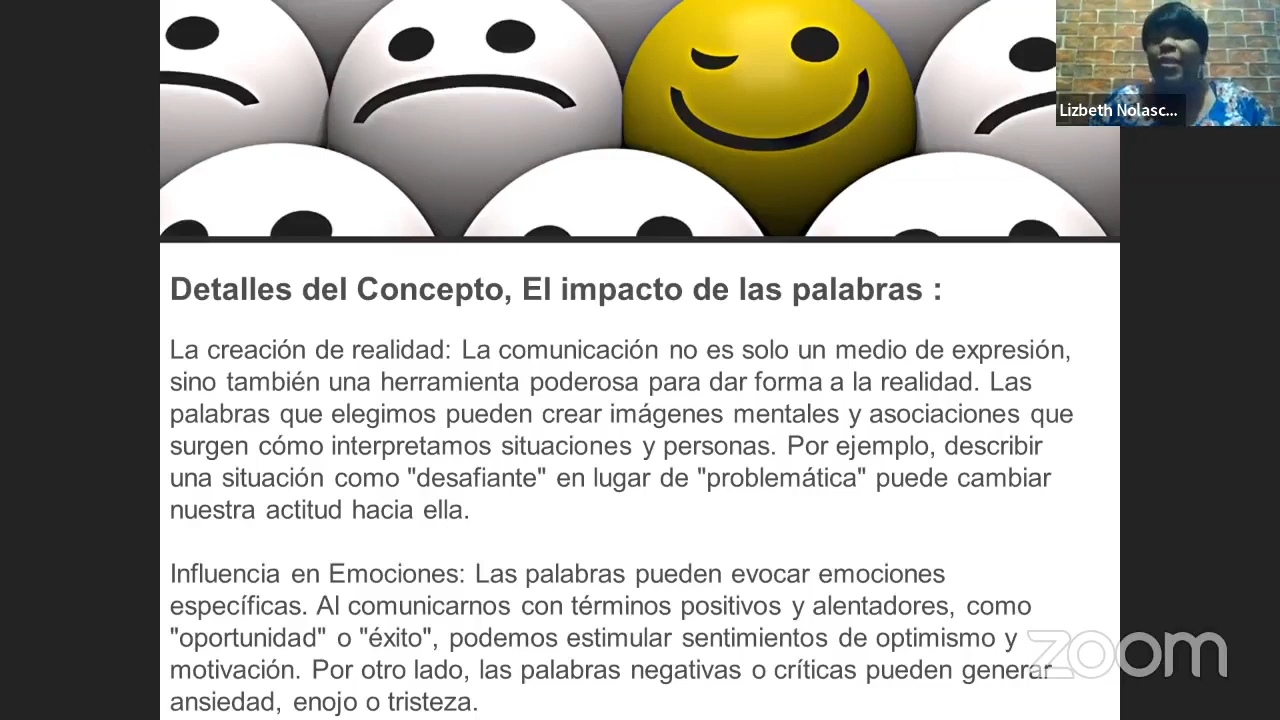 Lizbeth Nolasc...
Detalles del Concepto, El impacto de las palabras :
La creación de realidad: La comunicación no es solo un medio de expresión,
sino también una herramienta poderosa para dar forma a la realidad. Las
palabras que elegimos pueden crear imágenes mentales y asociaciones que
surgen cómo interpretamos situaciones y personas. Por ejemplo, describir
una situación como "desafiante" en lugar de "problemática" puede cambiar
nuestra actitud hacia ella.
Influencia en Emociones: Las palabras pueden evocar emociones
específicas. Al comunicarnos con términos positivos y alentadores, como
"oportunidad" o "éxito", podemos estimular sentimientos de optimismo y
motivación. Por otro lado, las palabras negativas o críticas pueden generar
ansiedad, enojo o tristeza.
zoom